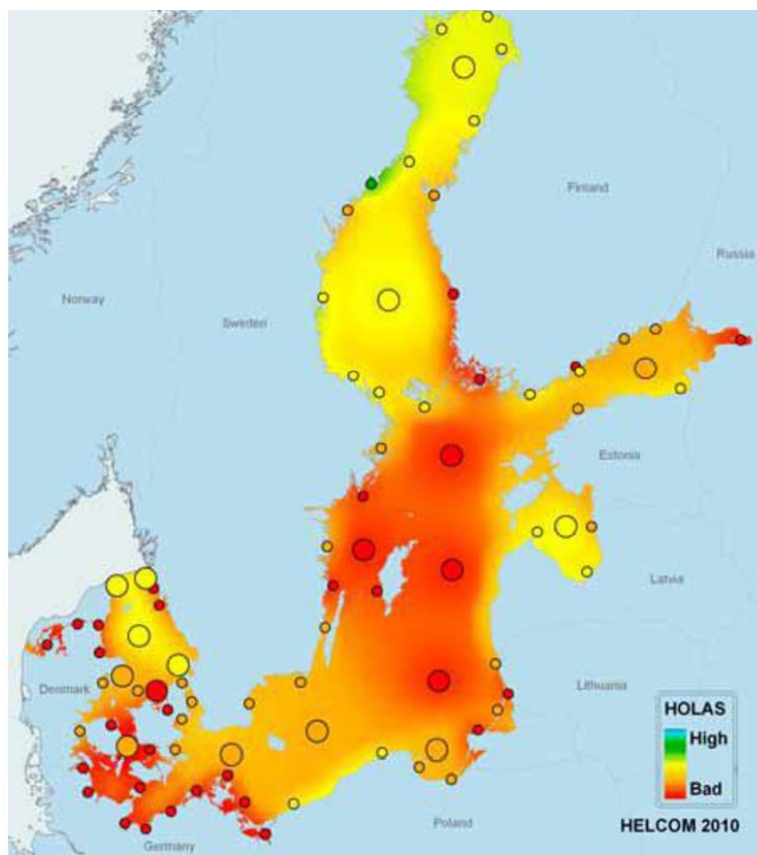 Finland
Russia
Norway
Sweden
Estonia
Latvia
Denmark
Lithuania
HOLAS
High
Bad
HELCOM 2010
Poland
Germany